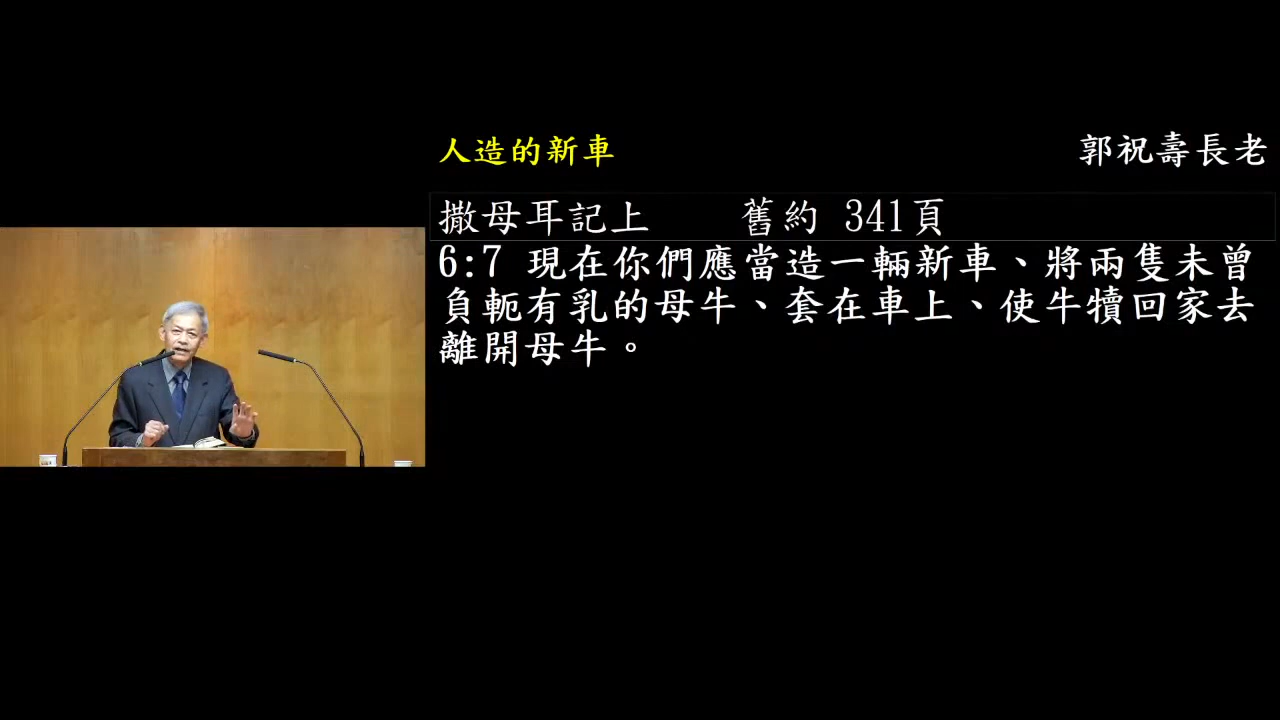 人造的新車 郭祝壽長老
撒母耳記上 舊約 341頁
6:7 現在你們應當造一輛新車、將兩隻未曾
負軛有乳的母牛、套在車上、使牛犢回家去
離開母牛。